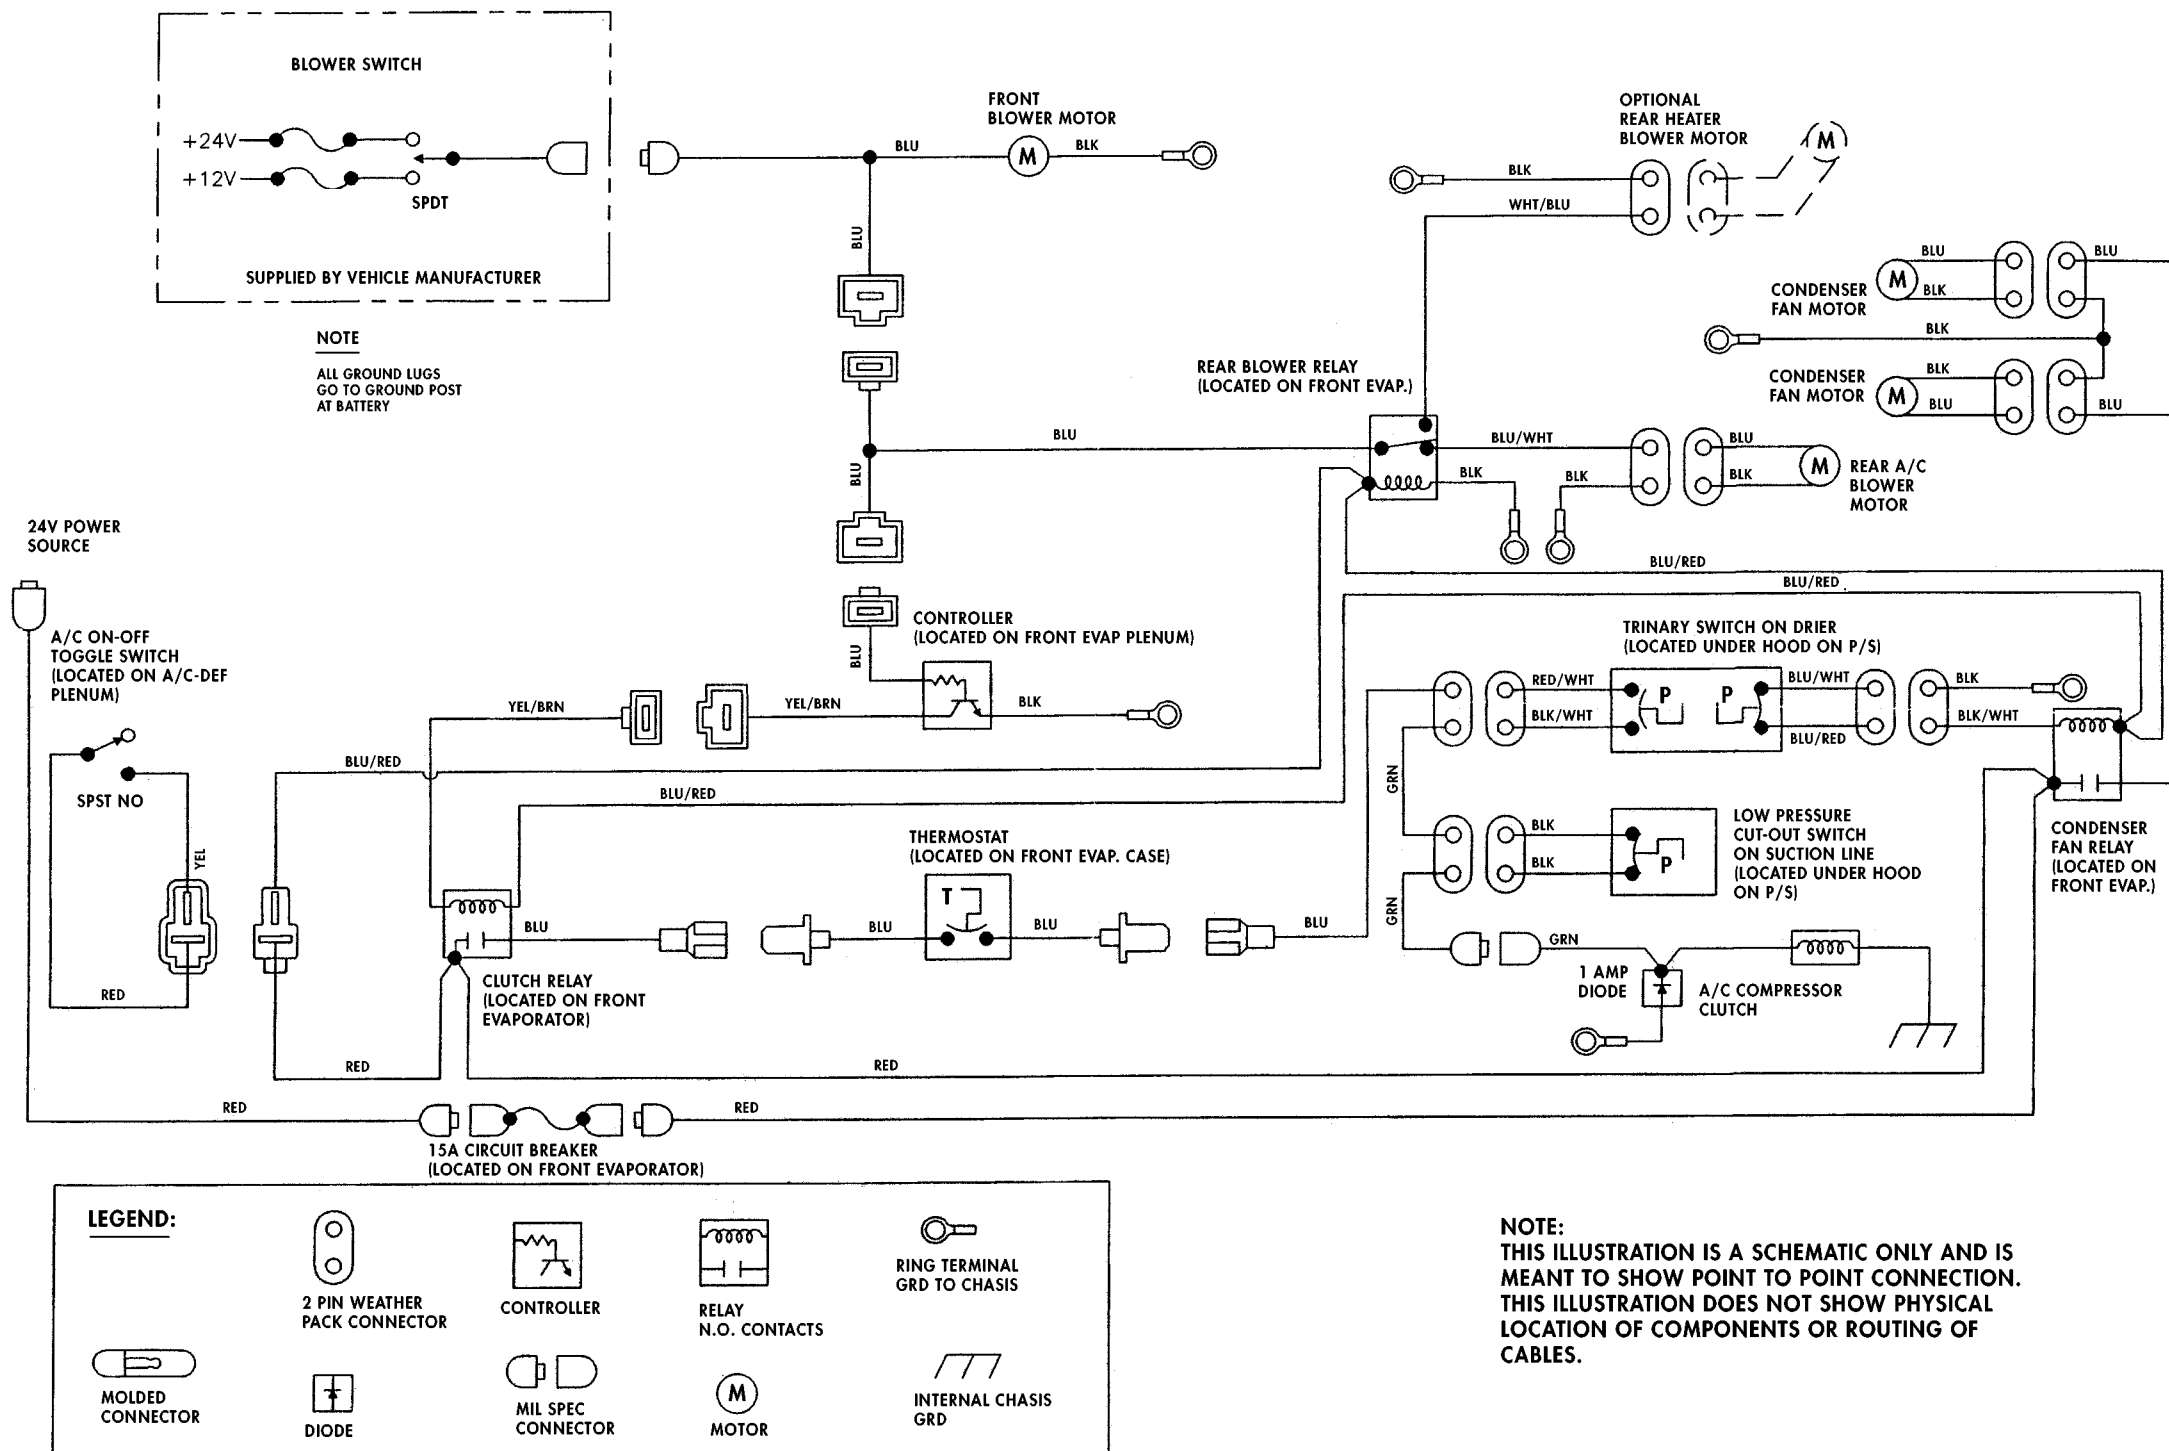 BLOWER SWITCH
+24V
+12V
SPDT
SUPPLIED BY VEHICLE MANUFACTURER
NOTE
ALL GROUND LUGS
GO TO GROUND POST
AT BATTERY
FRONT
BLOWER MOTOR
BLU
M
BLK
BLU
OPTIONAL
REAR HEATER
BLOWER MOTOR
M
BLK
WHT/BLU
CONDENSER
FAN MOTOR
M
BLU
BLK
BLU
BLK
CONDENSER
FAN MOTOR
M
BLK
BLU
BLU
REAR BLOWER RELAY
(LOCATED ON FRONT EVAP.)
BLU
BLU
BLU/WHT
BLK
BLK
BLU
BLK
M
REAR A/C
BLOWER
MOTOR
BLU/RED
BLU/RED
24V POWER
SOURCE
A/C ON-OFF
TOGGLE SWITCH
(LOCATED ON A/C-DEF
PLENUM)
SPST NO
YEL
RED
CONTROLLER
(LOCATED ON FRONT EVAP PLENUM)
BLU
YEL/BRN
YEL/BRN
BLK
BLU/RED
BLU/RED
TRINARY SWITCH ON DRIER
(LOCATED UNDER HOOD ON P/S)
RED/WHT
BLK/WHT
P
P
BLU/WHT
BLU/RED
BLK
BLK/WHT
GRN
LOW PRESSURE
CUT-OUT SWITCH
ON SUCTION LINE
(LOCATED UNDER HOOD
ON P/S)
BLK
BLK
P
CONDENSER
FAN RELAY
(LOCATED ON
FRONT EVAP.)
THERMOSTAT
(LOCATED ON FRONT EVAP. CASE)
T
BLU
BLU
BLU
BLU
GRN
GRN
CLUTCH RELAY
(LOCATED ON FRONT
EVAPORATOR)
1 AMP
DIODE
A/C COMPRESSOR
CLUTCH
RED
RED
RED
RED
15A CIRCUIT BREAKER
(LOCATED ON FRONT EVAPORATOR)
LEGEND:
2 PIN WEATHER
PACK CONNECTOR
CONTROLLER
RELAY
N.O. CONTACTS
RING TERMINAL
GRD TO CHASIS
MOLDED
CONNECTOR
DIODE
MIL SPEC
CONNECTOR
M
MOTOR
INTERNAL CHASIS
GRD
NOTE:
THIS ILLUSTRATION IS A SCHEMATIC ONLY AND IS
MEANT TO SHOW POINT TO POINT CONNECTION.
THIS ILLUSTRATION DOES NOT SHOW PHYSICAL
LOCATION OF COMPONENTS OR ROUTING OF
CABLES.